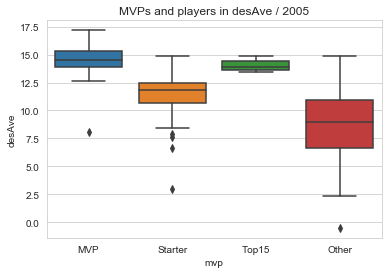 MVPs and players in desAve / 2005
17.5
15.0
12.5
10.0
7.5
5.0
2.5
0.0
desAve
MVP Starter Top15 Other
mvp